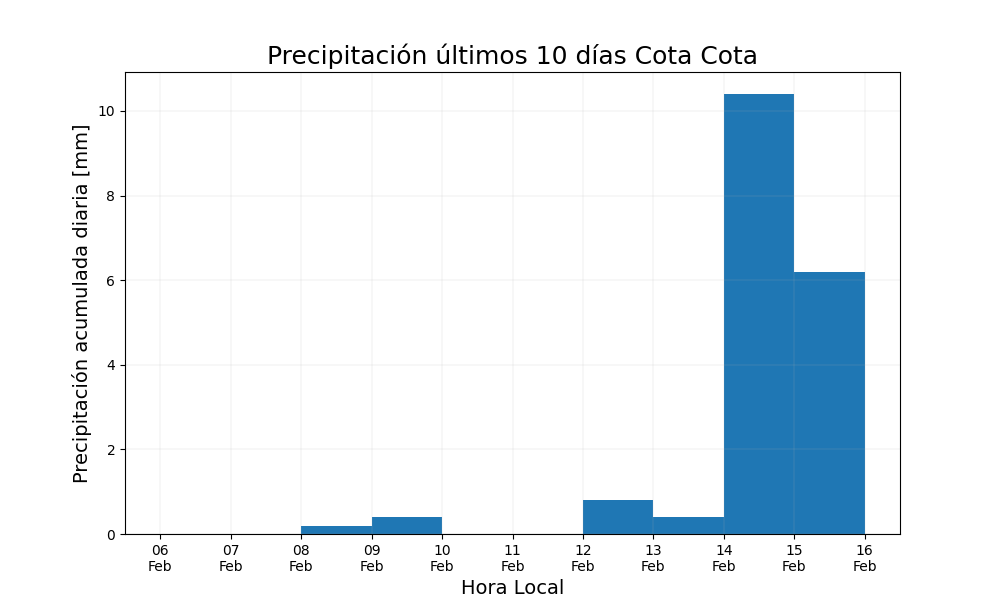 Precipitación últimos 10 días Cota Cota
Precipitación acumulada diaria [mm]
10
8
6
4
2
0
06 07 08 09 10 11 12 13 14 15 16
Feb Feb Feb Feb Feb Feb Feb Feb Feb Feb Feb
Hora Local